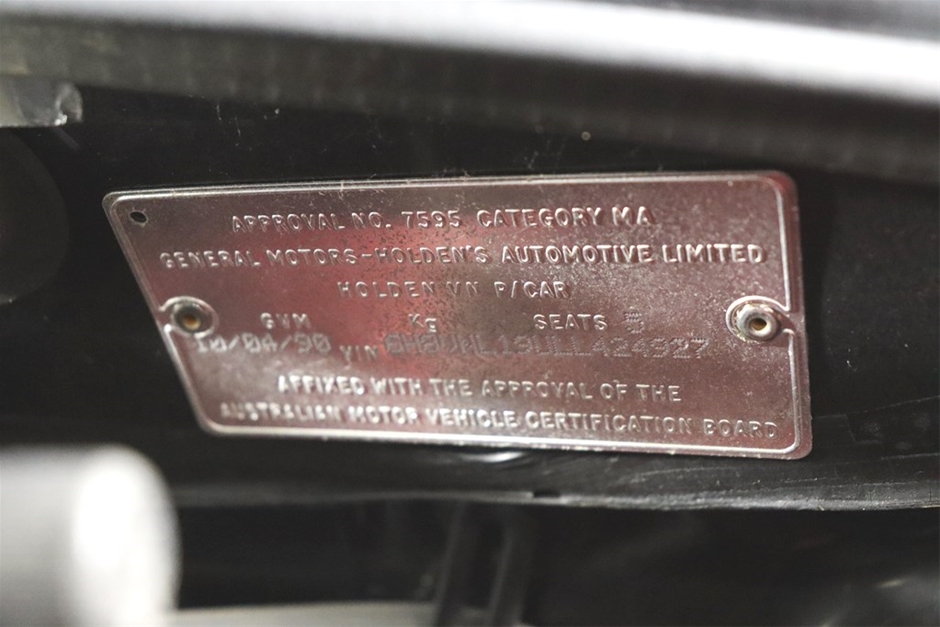 APPROVAL NO. 7595 CATEGORY MA
GENERAL MOTORS-HOLDEN'S AUTOMOTIVE LIMITED
HOLDEN VN P/CAR
GVM Kg SEATS 5
10/04/90 VIN
AFFIXED WITH THE APPROVAL OF THE
AUSTRALIAN MOTOR VEHICLE CERTIFICATION BOARD